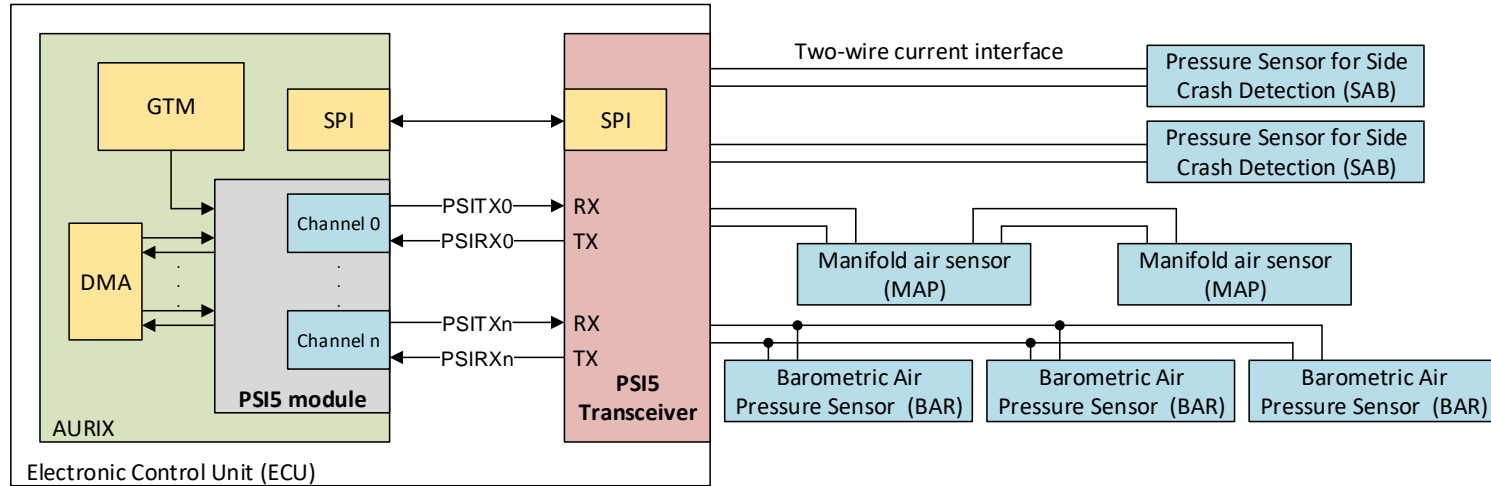 Two-wire current interface
Pressure Sensor for Side
Crash Detection (SAB)
GTM
SPI
SPI
Pressure Sensor for Side
Crash Detection (SAB)
Channel 0
PSITX0
RX
PSIRX0
TX
DMA
Manifold air sensor
(MAP)
Manifold air sensor
(MAP)
Channel n
PSITXn
RX
PSIRXn
TX
PSI5 module
PSI5
Transceiver
Barometric Air
Pressure Sensor (BAR)
Barometric Air
Pressure Sensor (BAR)
Barometric Air
Pressure Sensor (BAR)
AURIX
Electronic Control Unit (ECU)